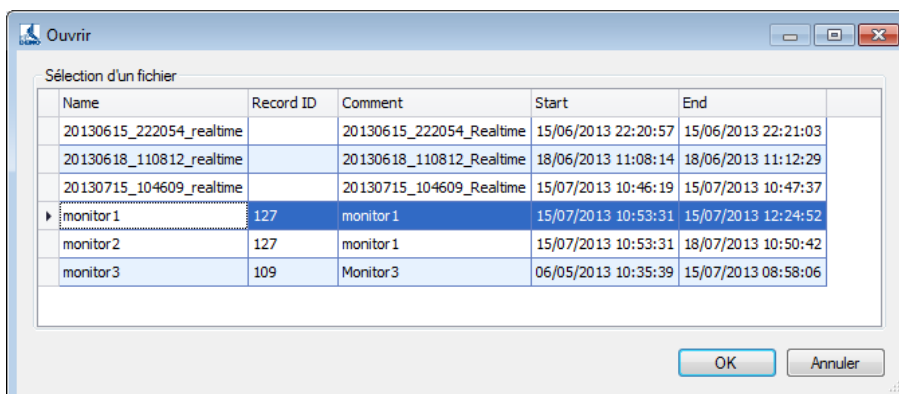 Ouvrir
Sélection d'un fichier
Name Record ID Comment Start End
20130615_222054_realtime 20130615_222054_Realtime 15/06/2013 22:20:57 15/06/2013 22:21:03
20130618_110812_realtime 20130618_110812_Realtime 18/06/2013 11:08:14 18/06/2013 11:12:29
20130715_104609_realtime 20130715_104609_Realtime 15/07/2013 10:46:19 15/07/2013 10:47:37
monitor1 127 monitor1 15/07/2013 10:53:31 15/07/2013 12:24:52
monitor2 127 monitor1 15/07/2013 10:53:31 18/07/2013 10:50:42
monitor3 109 Monitor3 06/05/2013 10:35:39 15/07/2013 08:58:06
OK Annuler